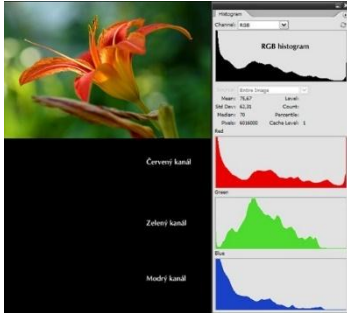 Histogram
Channel: RGB
RGB histogram
Entire Image
Mean: 78,67 Level:
Std Dev: 63,31 Count:
Median: 70 Percentile:
Pixels: 6016000 Cache Level: 1
Red
Červený kanál
Green
Zelený kanál
Blue
Modrý kanál